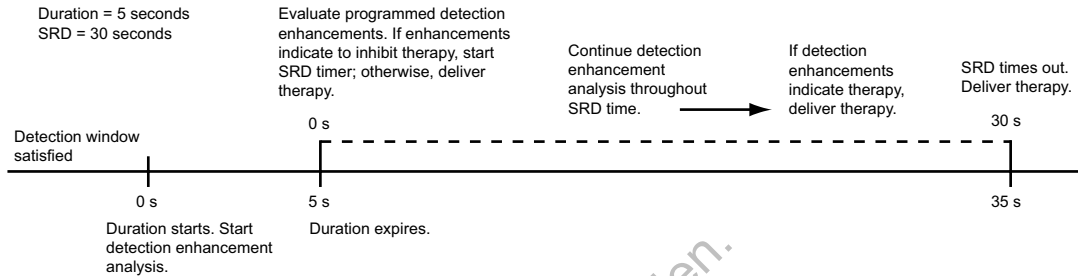 Duration = 5 seconds
SRD = 30 seconds
Evaluate programmed detection
enhancements. If enhancements
indicate to inhibit therapy, start
SRD timer; otherwise, deliver
therapy.
Continue detection
enhancement
analysis throughout
SRD time.
If detection
enhancements
indicate therapy,
deliver therapy.
SRD times out.
Deliver therapy.
0 s
30 s
Detection window
satisfied
0 s
5 s
35 s
Duration starts. Start
detection enhancement
analysis.
Duration expires.
en.